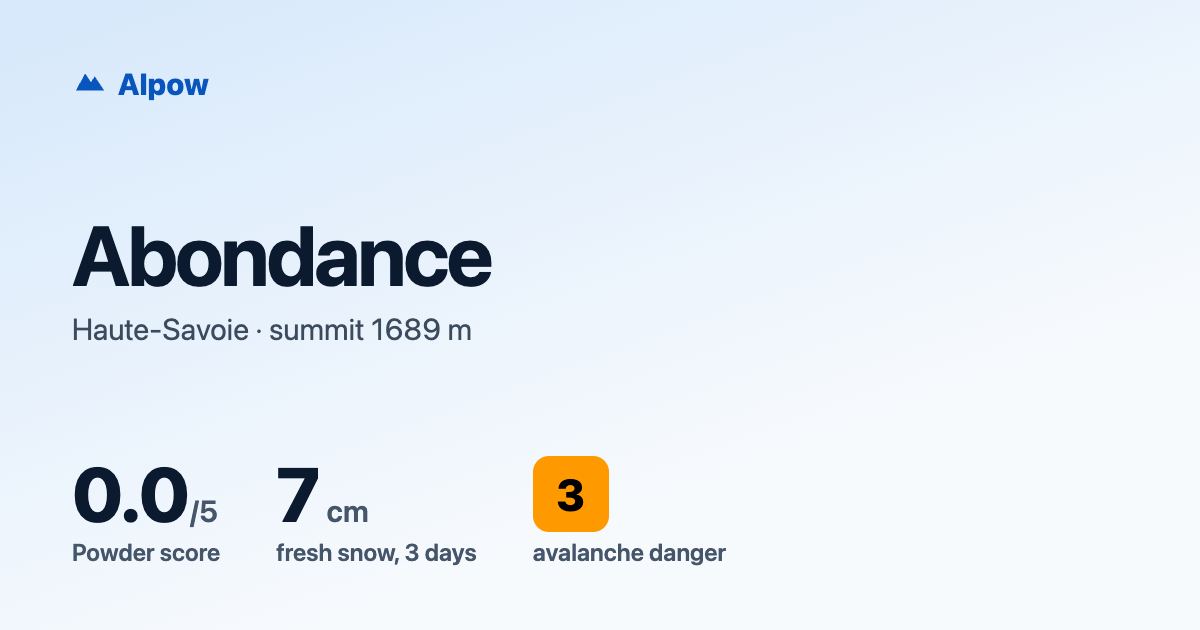 Alpow
Abondance
Haute-Savoie · summit 1689 m
0.0/5 7 cm 3
Powder score fresh snow, 3 days avalanche danger